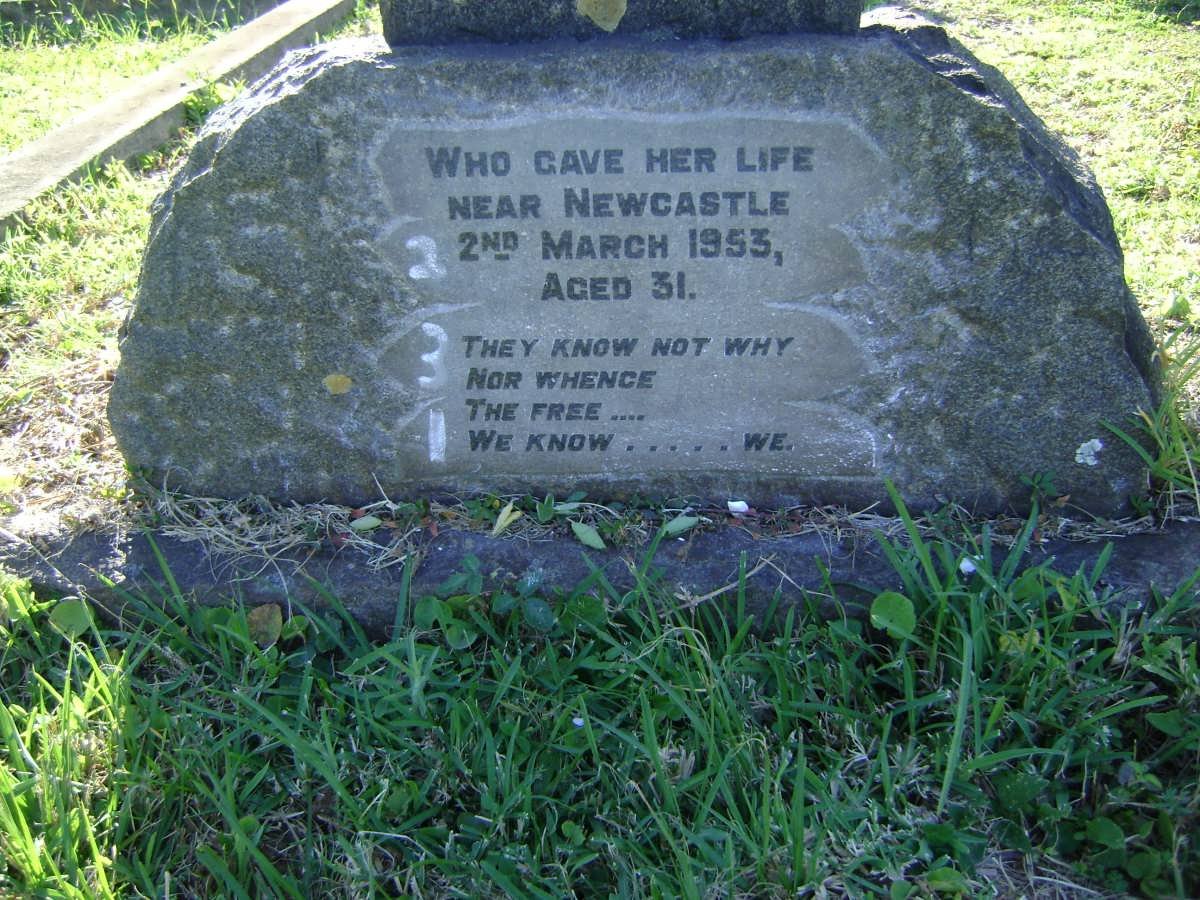 WHO GAVE HER LIFE
NEAR NEWCASTLE
2ND MARCH 1953,
AGED 31.
THEY KNOW NOT WHY
NOR WHENCE
THE FREE ....
WE KNOW . . . . . WE.
2
3
1